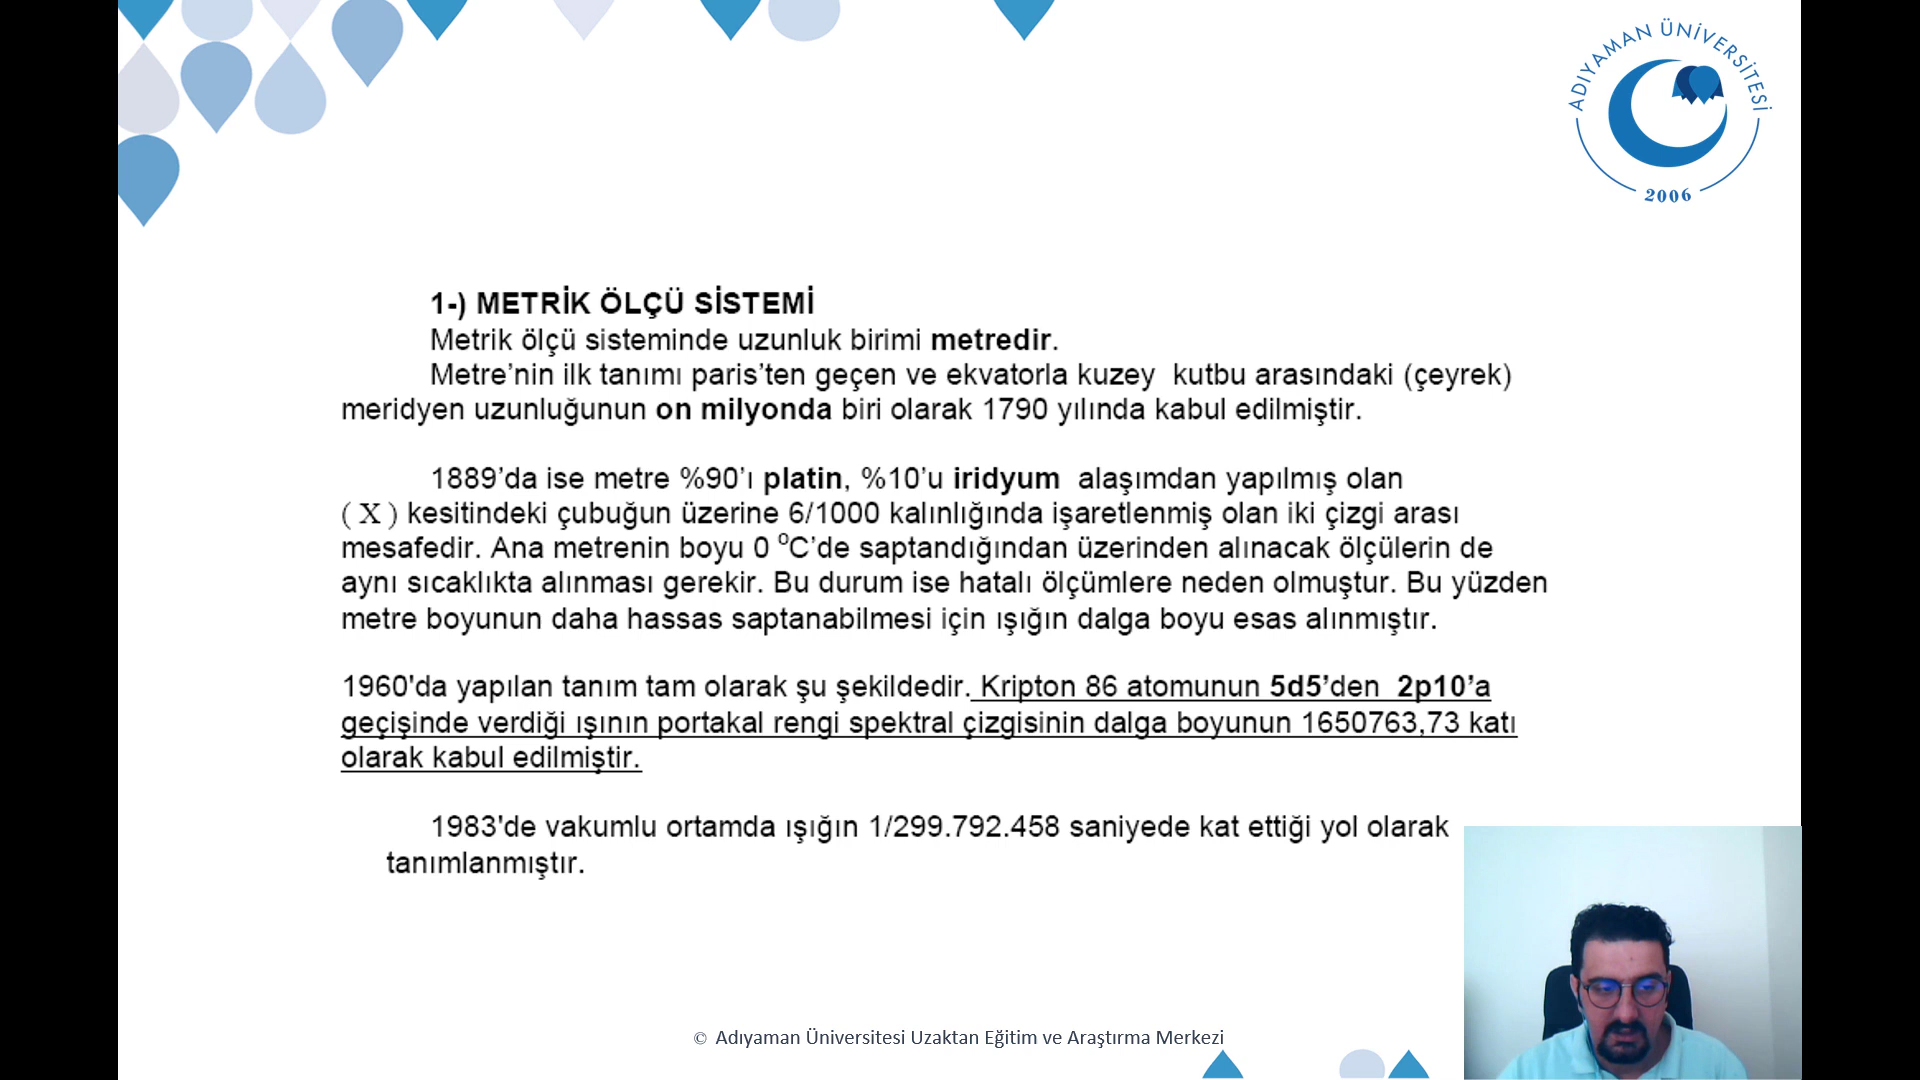 ADIYAMAN ÜNİVERSİTESİ
2006
1-) METRİK ÖLÇÜ SİSTEMİ
Metrik ölçü sisteminde uzunluk birimi metredir.
Metre’nin ilk tanımı paris’ten geçen ve ekvatorla kuzey kutbu arasındaki (çeyrek)
meridyen uzunluğunun on milyonda biri olarak 1790 yılında kabul edilmiştir.
1889’da ise metre %90’ı platin, %10’u iridyum alaşımdan yapılmış olan
( X ) kesitindeki çubuğun üzerine 6/1000 kalınlığında işaretlenmiş olan iki çizgi arası
mesafedir. Ana metrenin boyu 0 ⁰C’de saptandığından üzerinden alınacak ölçülerin de
aynı sıcaklıkta alınması gerekir. Bu durum ise hatalı ölçümlere neden olmuştur. Bu yüzden
metre boyunun daha hassas saptanabilmesi için ışığın dalga boyu esas alınmıştır.
1960'da yapılan tanım tam olarak şu şekildedir. Kripton 86 atomunun 5d5’den 2p10’a
geçişinde verdiği ışının portakal rengi spektral çizgisinin dalga boyunun 1650763,73 katı
olarak kabul edilmiştir.
1983'de vakumlu ortamda ışığın 1/299.792.458 saniyede kat ettiği yol olarak
tanımlanmıştır.
© Adıyaman Üniversitesi Uzaktan Eğitim ve Araştırma Merkezi